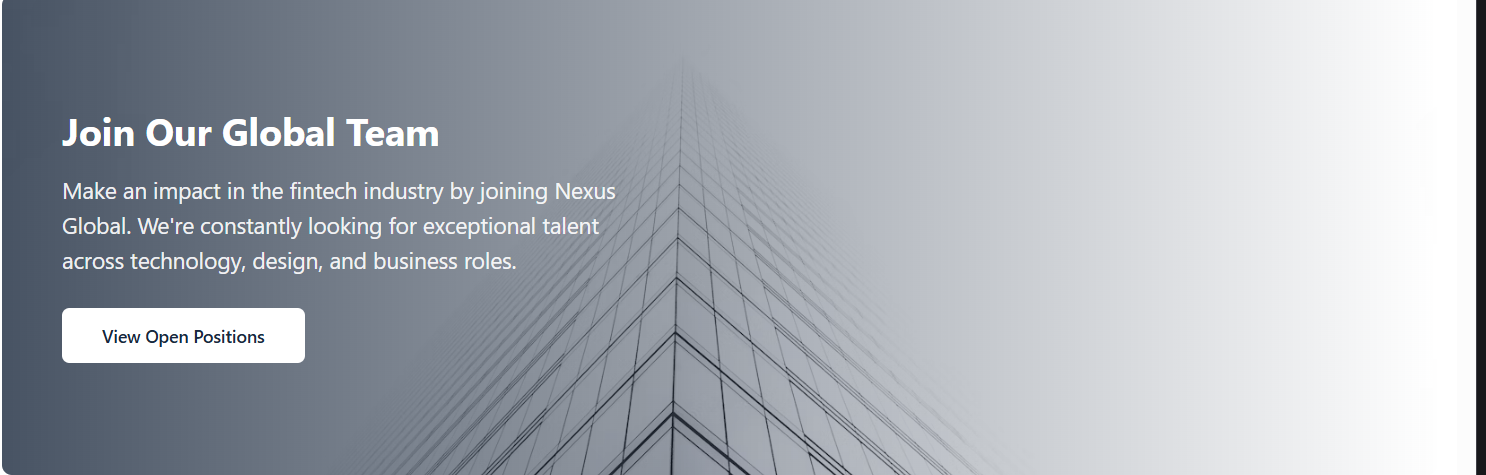 Join Our Global Team
Make an impact in the fintech industry by joining Nexus
Global. We're constantly looking for exceptional talent
across technology, design, and business roles.
View Open Positions